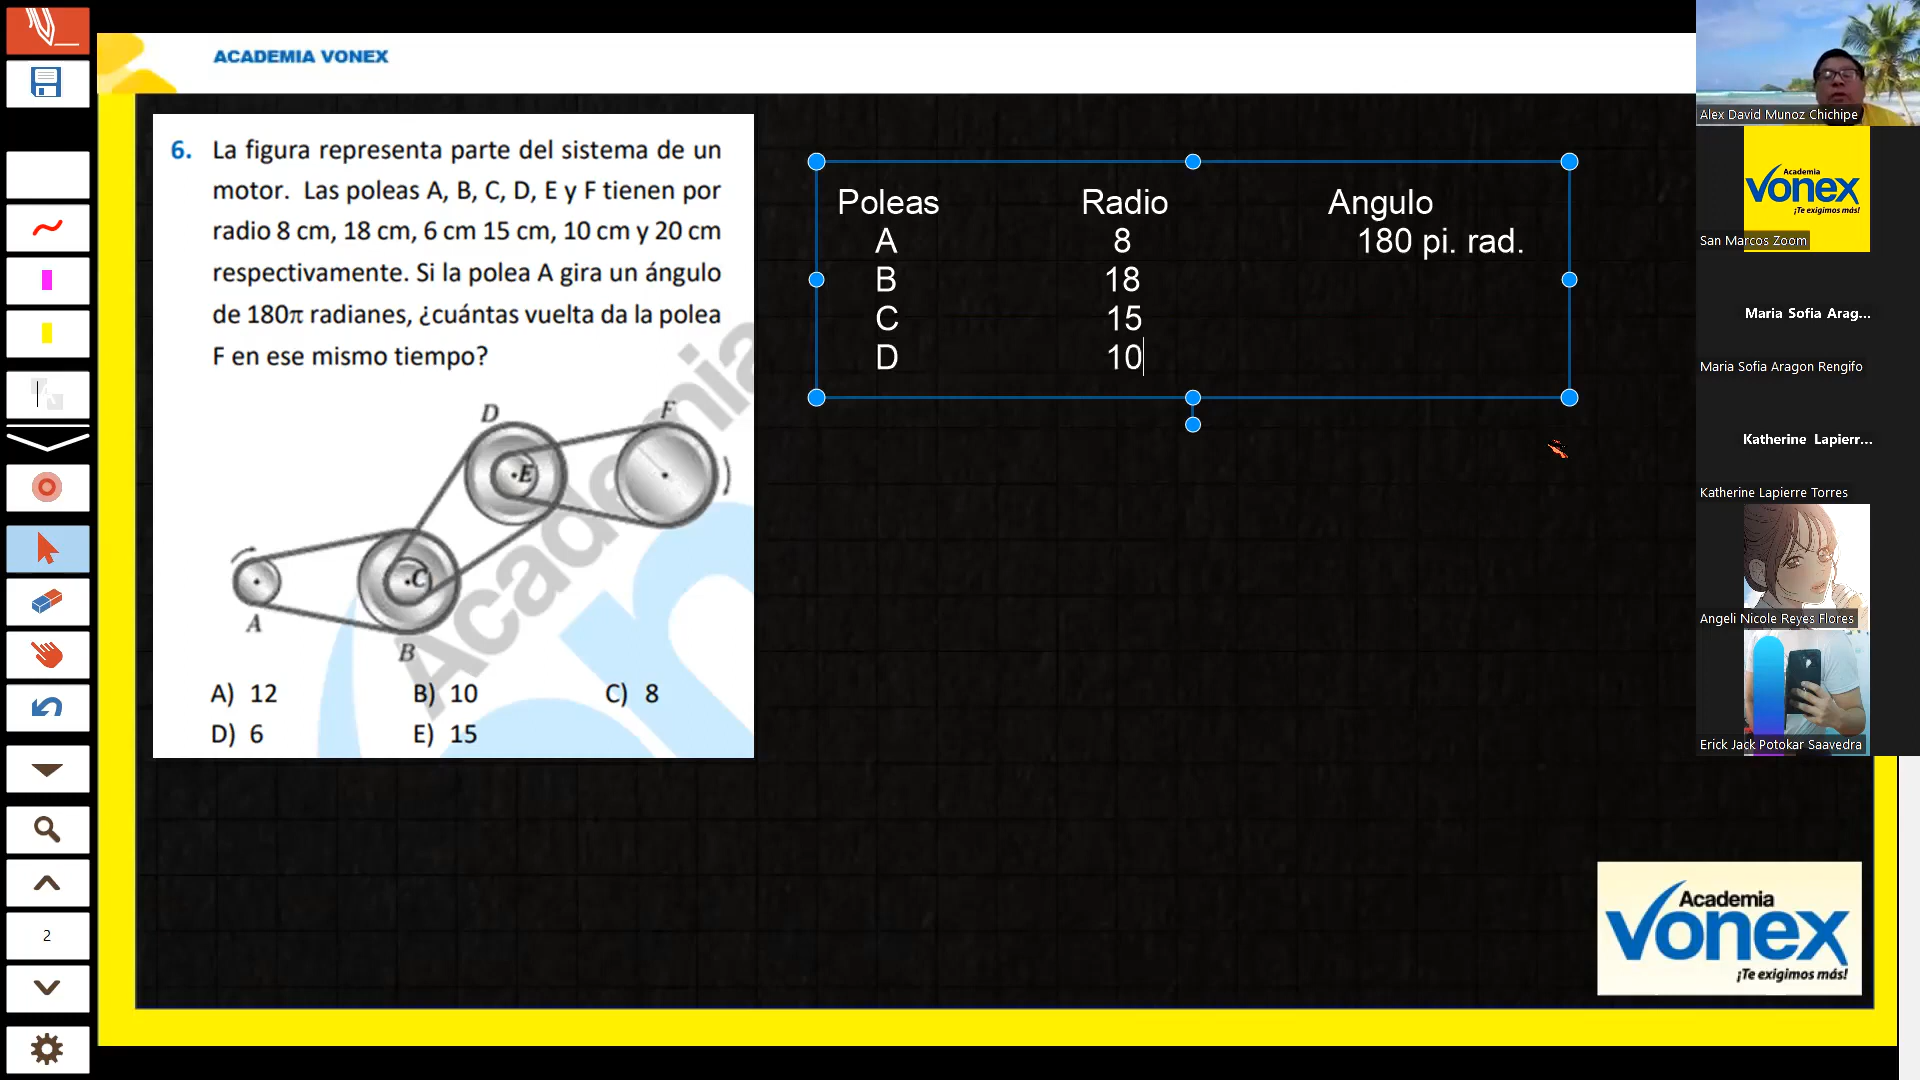 ACADEMIA VONEX
6. La figura representa parte del sistema de un
motor. Las poleas A, B, C, D, E y F tienen por
radio 8 cm, 18 cm, 6 cm 15 cm, 10 cm y 20 cm
respectivamente. Si la polea A gira un ángulo
de 180π radianes, ¿cuántas vuelta da la polea
F en ese mismo tiempo?
D
F
E
C
A
B
Academia
A) 12 B) 10 C) 8
D) 6 E) 15
Poleas Radio Angulo
A 8 180 pi. rad.
B 18
C 15
D 10
2
Alex David Munoz Chichipe
Academia
vonex
¡Te exigimos más!
San Marcos Zoom
Maria Sofia Arag...
Maria Sofia Aragon Rengifo
Katherine Lapierr...
Katherine Lapierre Torres
Angeli Nicole Reyes Flores
Erick Jack Potokar Saavedra
Academia
vonex
¡Te exigimos más!